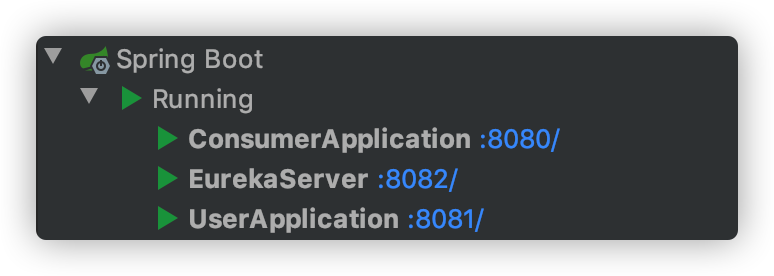 Spring Boot
Running
ConsumerApplication :8080/
EurekaServer :8082/
UserApplication :8081/